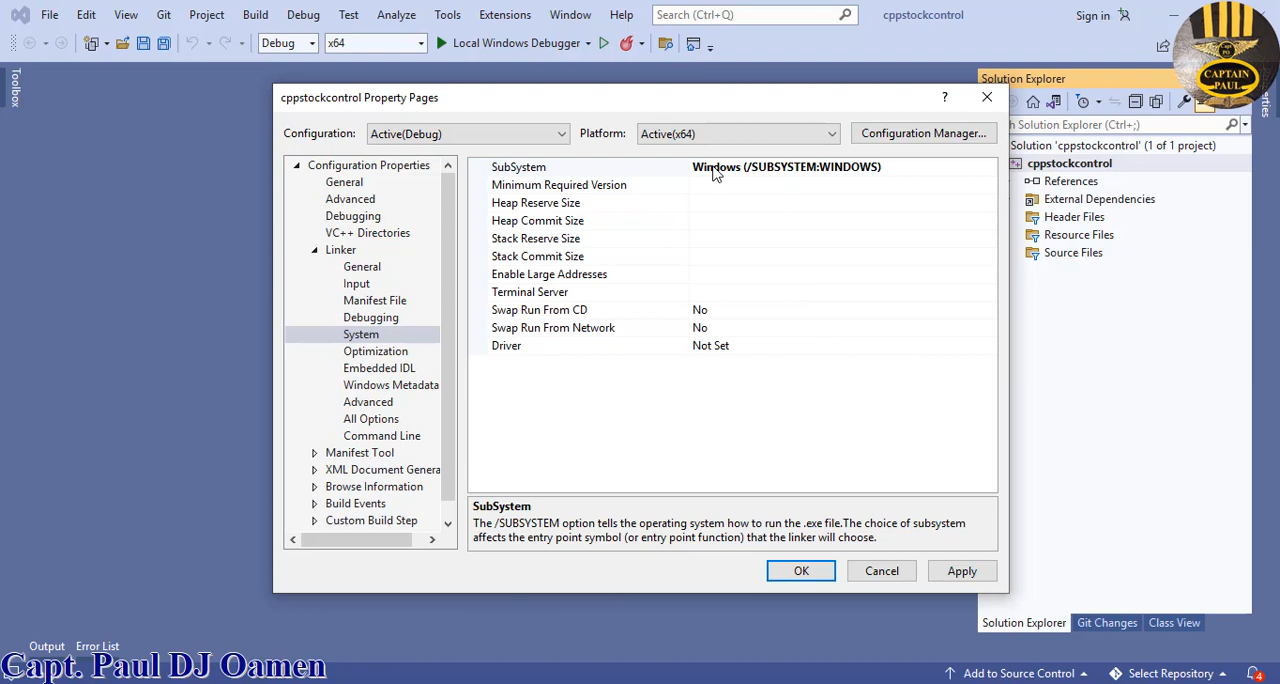 File Edit View Git Project Build Debug Test Analyze Tools Extensions Window Help Search (Ctrl+Q) cppstockcontrol Sign in
Debug x64 Local Windows Debugger
Toolbox
CAPTAIN
PAUL
cppstockcontrol Property Pages ?
Configuration: Active(Debug) Platform: Active(x64) Configuration Manager...
Configuration Properties
General
Advanced
Debugging
VC++ Directories
Linker
General
Input
Manifest File
Debugging
System
Optimization
Embedded IDL
Windows Metadata
Advanced
All Options
Command Line
Manifest Tool
XML Document Genera
Browse Information
Build Events
Custom Build Step
SubSystem Windows (/SUBSYSTEM:WINDOWS)
Minimum Required Version
Heap Reserve Size
Heap Commit Size
Stack Reserve Size
Stack Commit Size
Enable Large Addresses
Terminal Server
Swap Run From CD No
Swap Run From Network No
Driver Not Set
SubSystem
The /SUBSYSTEM option tells the operating system how to run the .exe file.The choice of subsystem
affects the entry point symbol (or entry point function) that the linker will choose.
OK Cancel Apply
Solution Explorer
h Solution Explorer (Ctrl+;)
Solution 'cppstockcontrol' (1 of 1 project)
cppstockcontrol
References
External Dependencies
Header Files
Resource Files
Source Files
Solution Explorer Git Changes Class View
Output Error List
Capt. Paul DJ Oamen
Add to Source Control Select Repository 4